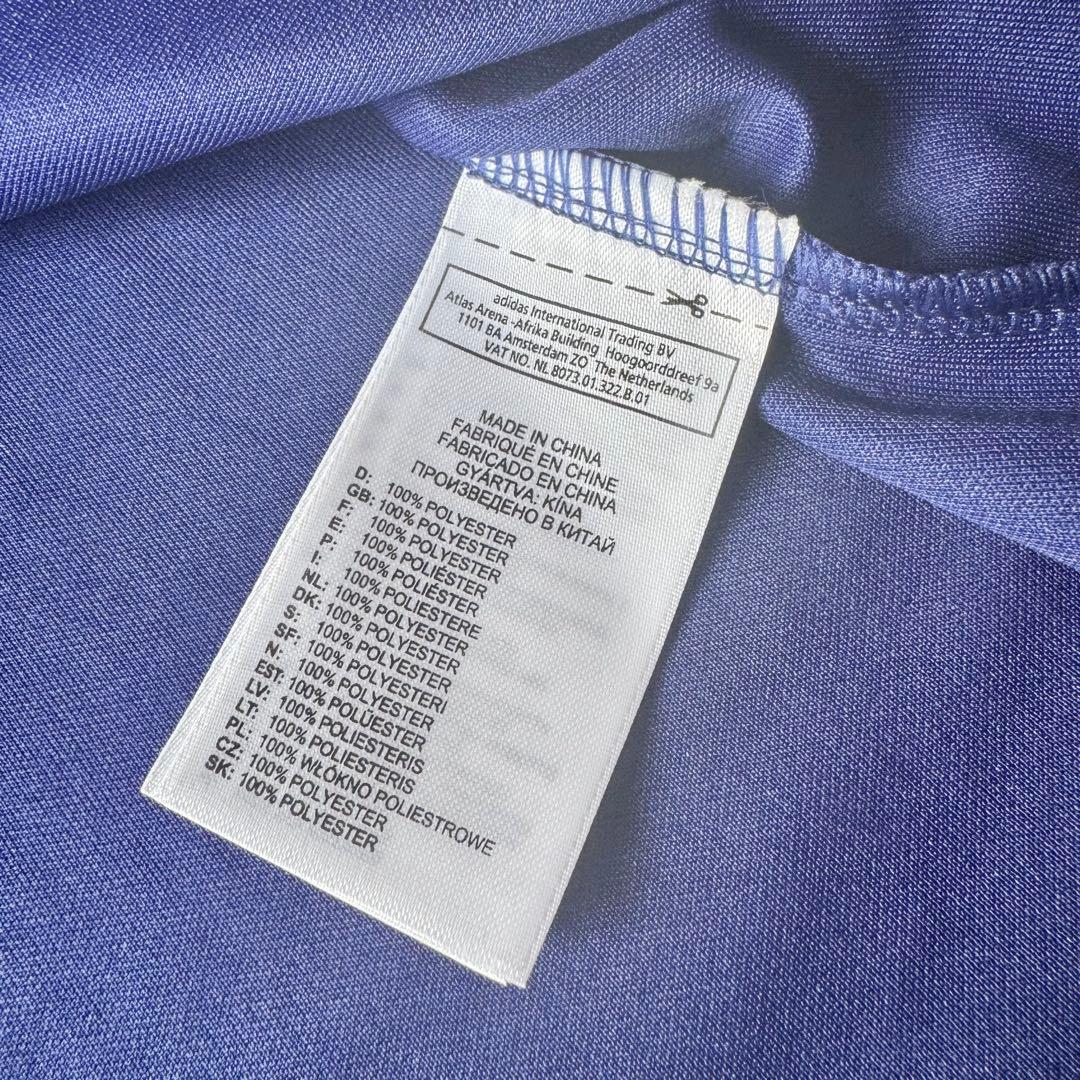 adidas International Trading BV
Atlas Arena -Afrika Building Hoogoorddreef 9a
1101 BA Amsterdam ZO The Netherlands
VAT NO. NL 8073.01.322.B.01
MADE IN CHINA
FABRIQUÉ EN CHINE
FABRICADO EN CHINA
GYÁRTVA: KÍNA
ПРОИЗВЕДЕНО В КИТАЙ
D: 100% POLYESTER
GB: 100% POLYESTER
F: 100% POLYESTER
E: 100% POLIÉSTER
P: 100% POLIÉSTER
I: 100% POLIESTERE
NL: 100% POLYESTER
DK: 100% POLYESTER
S: 100% POLYESTER
SF: 100% POLYESTERI
N: 100% POLYESTER
EST: 100% POLÜESTER
LV: 100% POLIESTERIS
LT: 100% POLIESTERIS
PL: 100% WŁÓKNO POLIESTROWE
CZ: 100% POLYESTER
SK: 100% POLYESTER